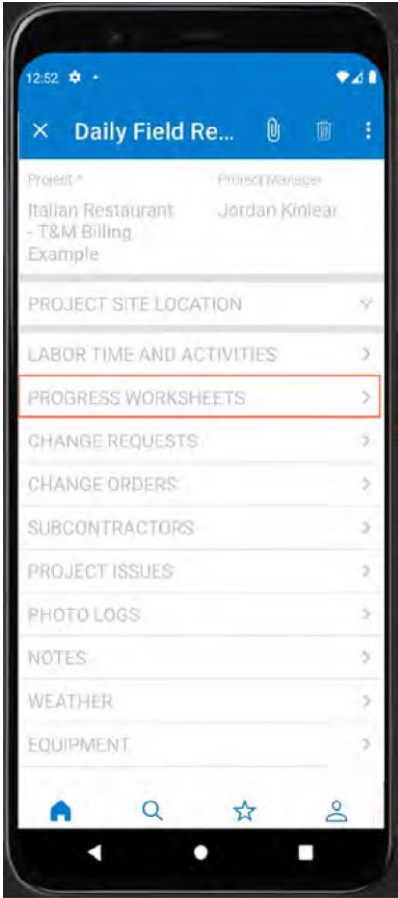 12:52
Daily Field Re...
Project *
Project Manager
Italian Restaurant
- T&M Billing
Example
Jordan Kinlear
PROJECT SITE LOCATION
LABOR TIME AND ACTIVITIES
PROGRESS WORKSHEETS
CHANGE REQUESTS
CHANGE ORDERS
SUBCONTRACTORS
PROJECT ISSUES
PHOTO LOGS
NOTES
WEATHER
EQUIPMENT